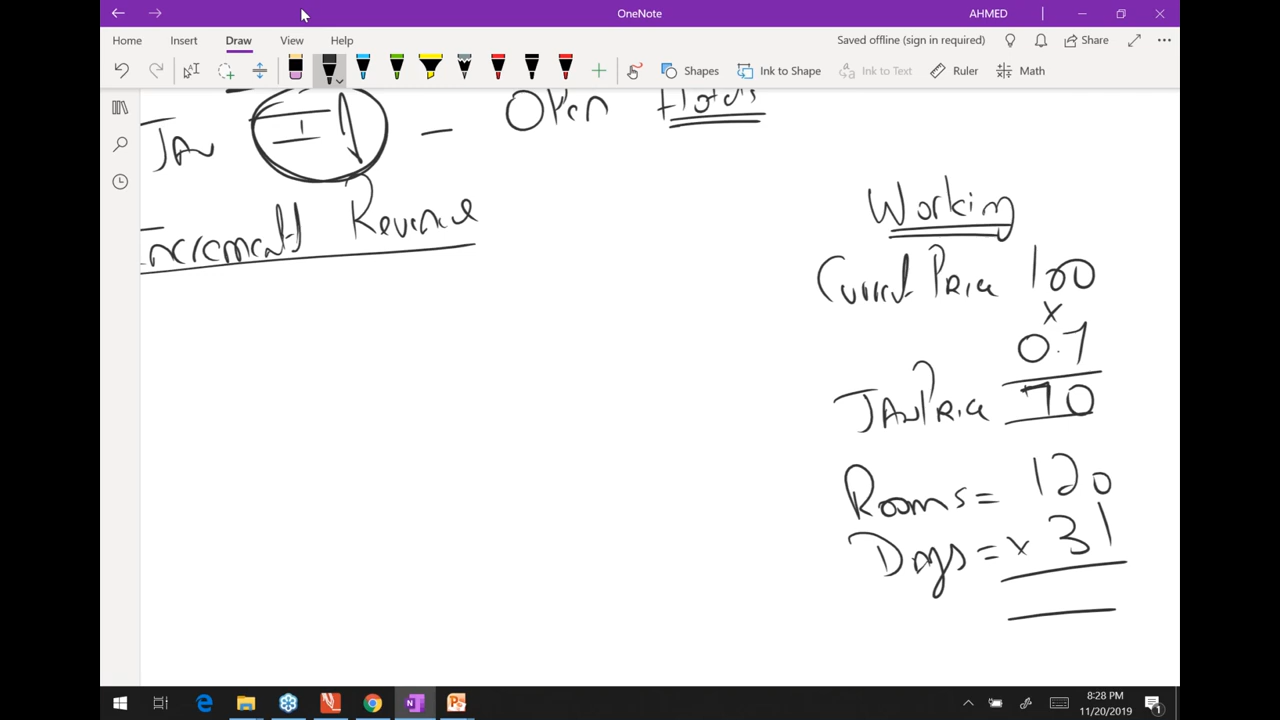 OneNote
AHMED
Home Insert Draw View Help
Saved offline (sign in required)
Share
Shapes
Ink to Shape
Ink to Text
Ruler
Math
JAN - Open Hotels
Increment Revenue
Working
Current Price 100
x
0.7
JAN Price 70
Rooms = 120
Days = x 31
8:28 PM
11/20/2019
1